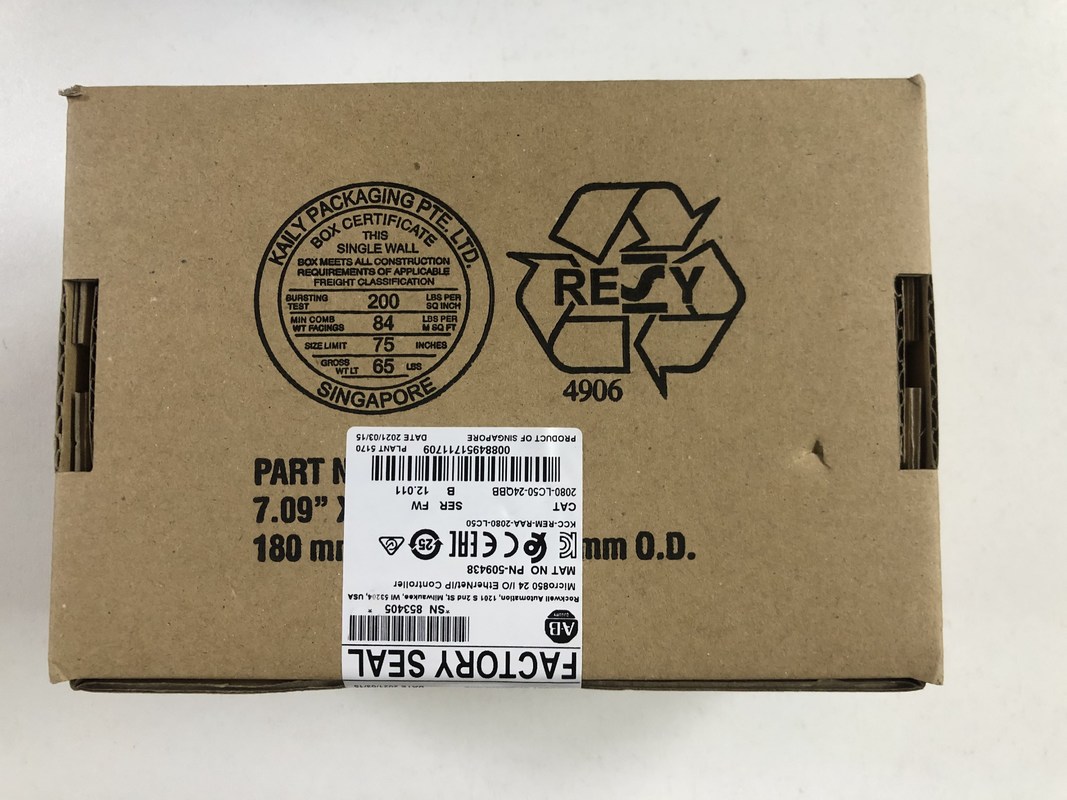 KAILY PACKAGING PTE. LTD.
BOX CERTIFICATE
THIS
SINGLE WALL
BOX MEETS ALL CONSTRUCTION
REQUIREMENTS OF APPLICABLE
FREIGHT CLASSIFICATION
BURSTING TEST 200 LBS PER SQ INCH
MIN COMB WT FACINGS 84 LBS PER M SQ FT
SIZE LIMIT 75 INCHES
GROSS WT LT 65 LBS
SINGAPORE
RESY
4906
PART N
7.09” X
180 mm
mm O.D.
FACTORY SEAL
A·B
*SN 853405 *
Rockwell Automation, 1201 S 2nd St, Milwaukee, WI 53204, USA
Micro850 24 I/O EtherNet/IP Controller
MAT NO PN-509438
CE EAC 25
KCC-REM-RAA-2080-LC50
CAT SER FW
2080-LC50-24QBB B 12.011
00884951711709 PLANT 5170
PRODUCT OF SINGAPORE DATE 2021/03/15